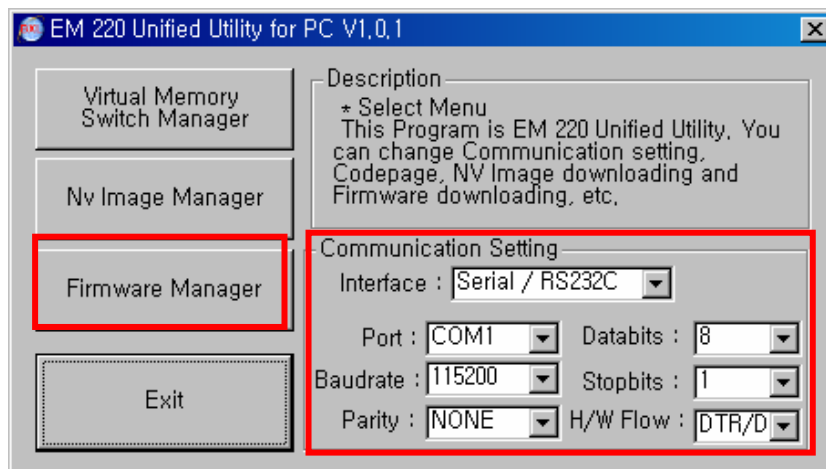 EM 220 Unified Utility for PC V1,0,1
Virtual Memory
Switch Manager
Nv Image Manager
Firmware Manager
Exit
Description
* Select Menu
This Program is EM 220 Unified Utility, You
can change Communication setting,
Codepage, NV Image downloading and
Firmware downloading, etc,
Communication Setting
Interface : Serial / RS232C
Port : COM1 Databits : 8
Baudrate : 115200 Stopbits : 1
Parity : NONE H/W Flow : DTR/D